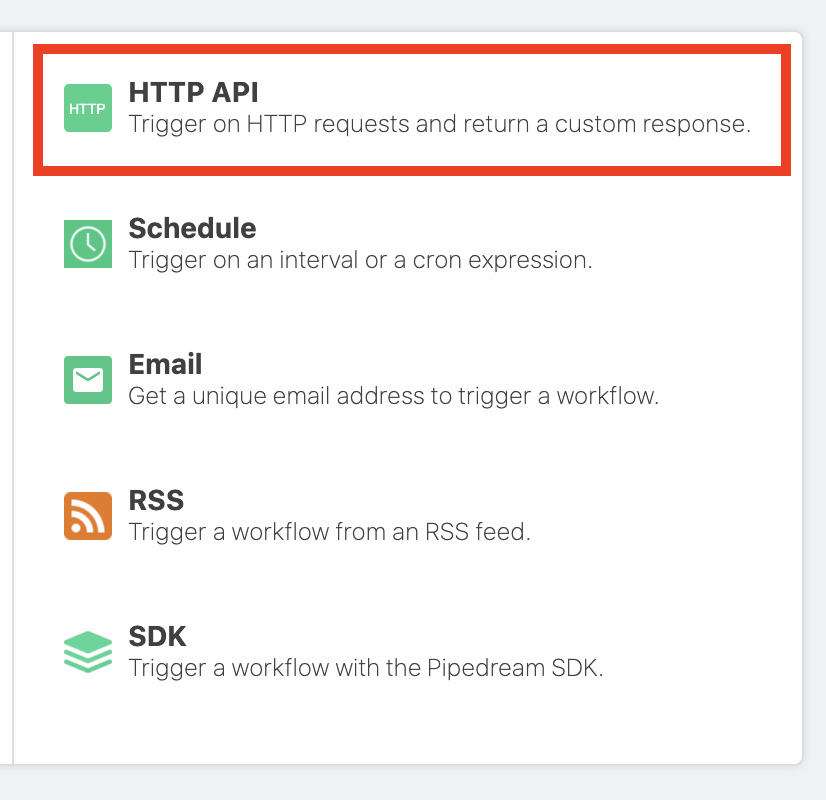 HTTP
HTTP API
Trigger on HTTP requests and return a custom response.
Schedule
Trigger on an interval or a cron expression.
Email
Get a unique email address to trigger a workflow.
RSS
Trigger a workflow from an RSS feed.
SDK
Trigger a workflow with the Pipedream SDK.